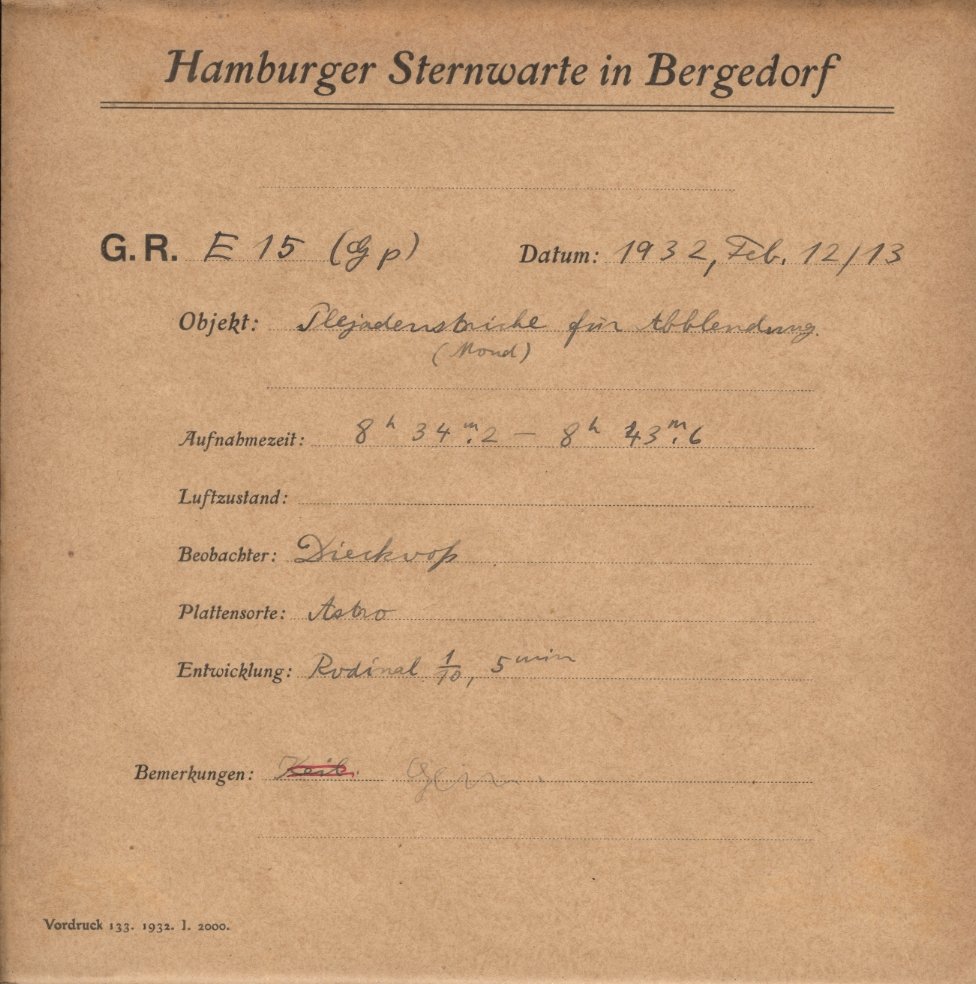 Hamburger Sternwarte in Bergedorf
G.R. E 15 (Gp) Datum: 1932, Feb. 12/13
Objekt: Plejadenstriche für Abblendung.
(Mond)
Aufnahmezeit: 8ʰ 34ᵐ.2 — 8ʰ 43ᵐ.6
Luftzustand:
Beobachter: Dieckvoß
Plattensorte: Astro
Entwicklung: Rodinal 1/10, 5ᵐⁱⁿ
Bemerkungen: Keil.
Vordruck 133. 1932. I. 2000.